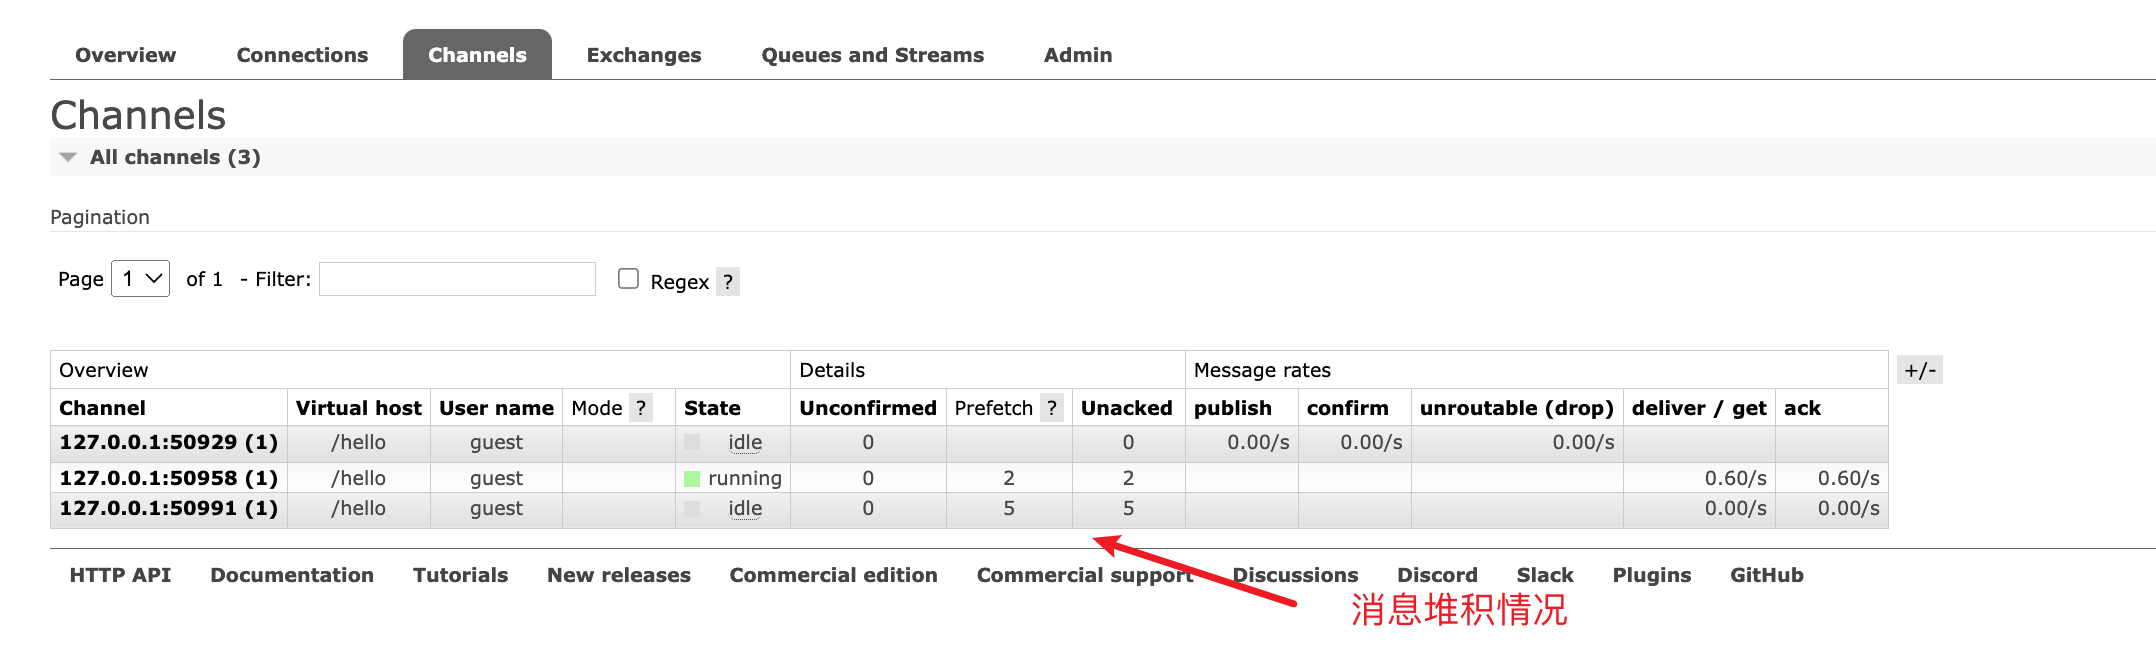 Overview Connections Channels Exchanges Queues and Streams Admin
Channels
All channels (3)
Pagination
Page 1 of 1 - Filter: Regex ?
Overview Details Message rates +/-
Channel Virtual host User name Mode ? State Unconfirmed Prefetch ? Unacked publish confirm unroutable (drop) deliver / get ack
127.0.0.1:50929 (1) /hello guest idle 0 0 0.00/s 0.00/s 0.00/s
127.0.0.1:50958 (1) /hello guest running 0 2 2 0.60/s 0.60/s
127.0.0.1:50991 (1) /hello guest idle 0 5 5 0.00/s 0.00/s
HTTP API Documentation Tutorials New releases Commercial edition Commercial support Discussions Discord Slack Plugins GitHub
消息堆积情况